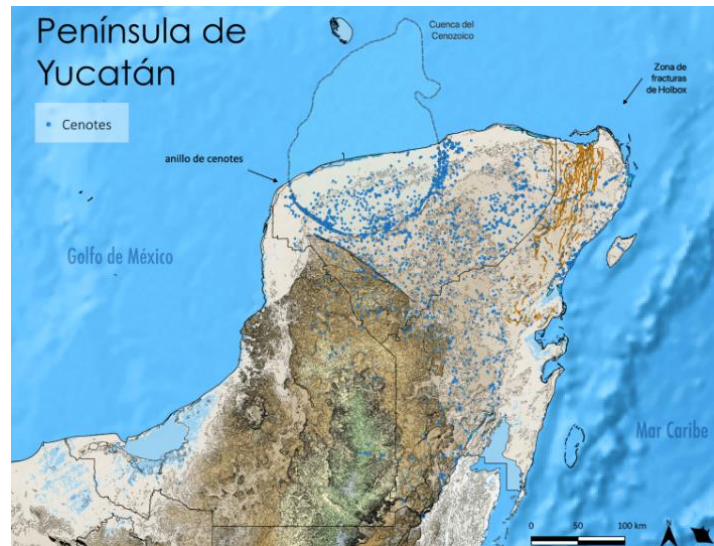 Península de
Yucatán
Cenotes
Cuenca del
Cenozoico
Zona de
fracturas
de Holbox
anillo de cenotes
Golfo de México
Mar Caribe
0 50 100 km